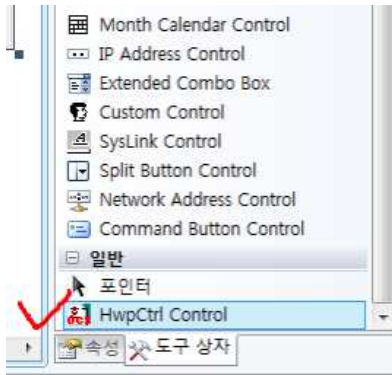 Month Calendar Control
IP Address Control
Extended Combo Box
Custom Control
SysLink Control
Split Button Control
Network Address Control
Command Button Control
일반
포인터
HwpCtrl Control
속성 도구 상자